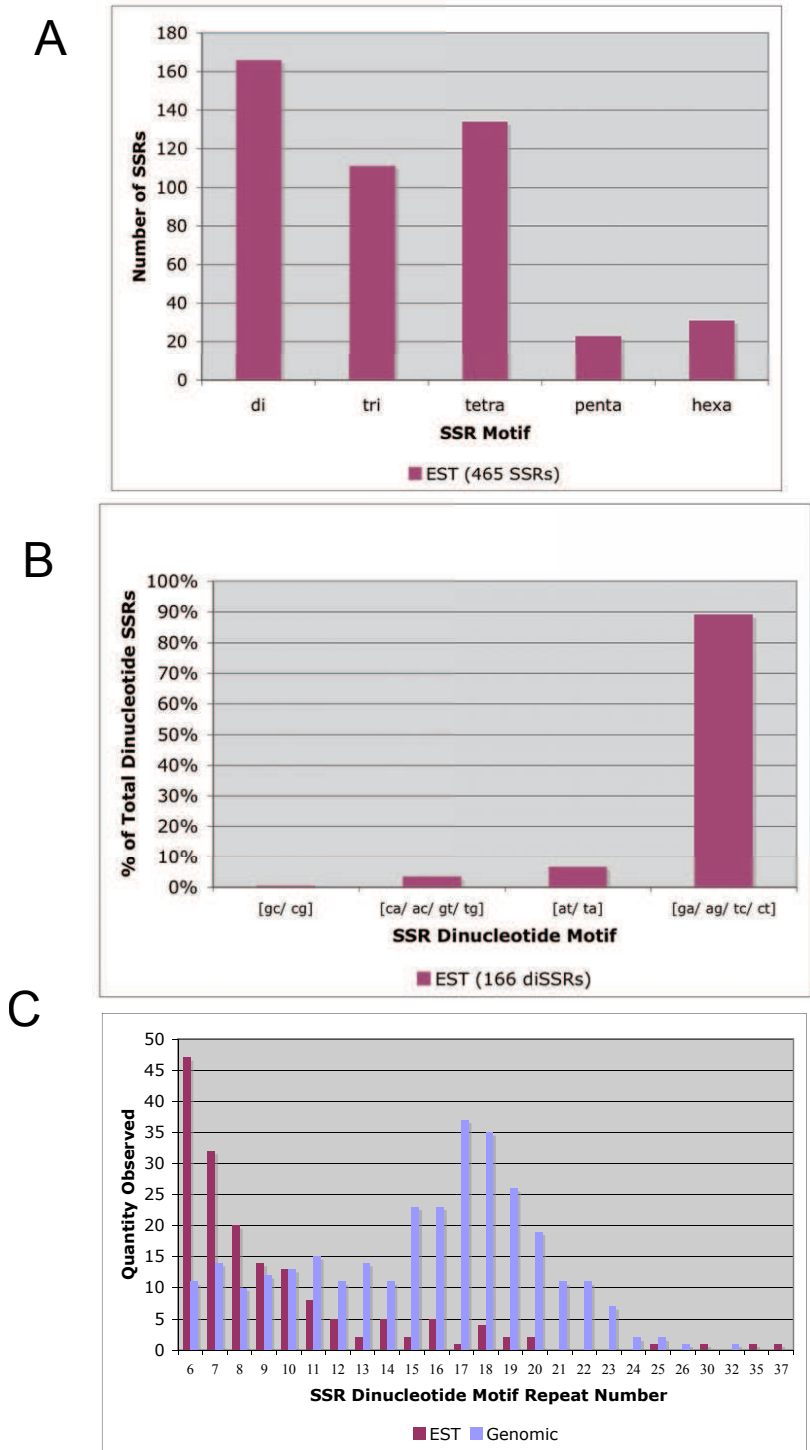 A
180
160
140
120
100
80
60
40
20
0
Number of SSRs
di tri tetra penta hexa
SSR Motif
EST (465 SSRs)
B
100%
90%
80%
70%
60%
50%
40%
30%
20%
10%
0%
% of Total Dinucleotide SSRs
[gc/ cg] [ca/ ac/ gt/ tg] [at/ ta] [ga/ ag/ tc/ ct]
SSR Dinucleotide Motif
EST (166 diSSRs)
C
50
45
40
35
30
25
20
15
10
5
0
Quantity Observed
6 7 8 9 10 11 12 13 14 15 16 17 18 19 20 21 22 23 24 25 26 30 32 35 37
SSR Dinucleotide Motif Repeat Number
EST Genomic